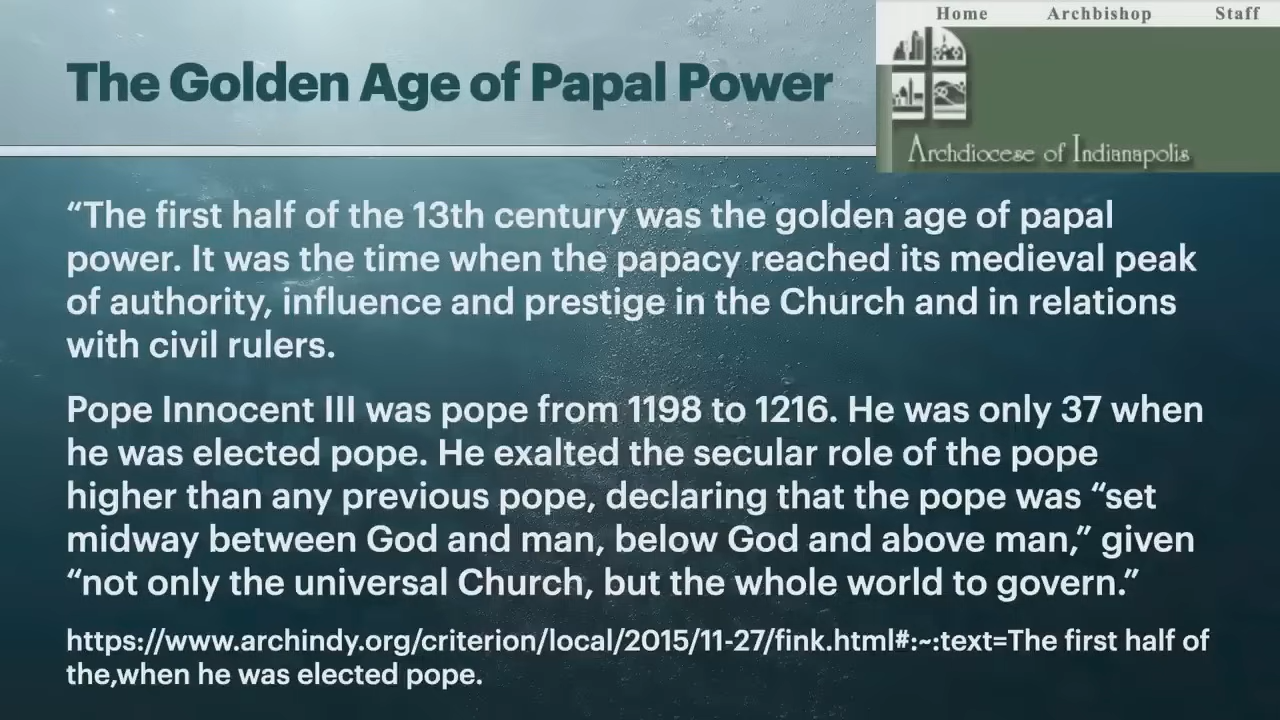 Home Archbishop Staff
The Golden Age of Papal Power
Archdiocese of Indianapolis
“The first half of the 13th century was the golden age of papal
power. It was the time when the papacy reached its medieval peak
of authority, influence and prestige in the Church and in relations
with civil rulers.
Pope Innocent III was pope from 1198 to 1216. He was only 37 when
he was elected pope. He exalted the secular role of the pope
higher than any previous pope, declaring that the pope was “set
midway between God and man, below God and above man,” given
“not only the universal Church, but the whole world to govern.”
https://www.archindy.org/criterion/local/2015/11-27/fink.html#:~:text=The first half of
the,when he was elected pope.